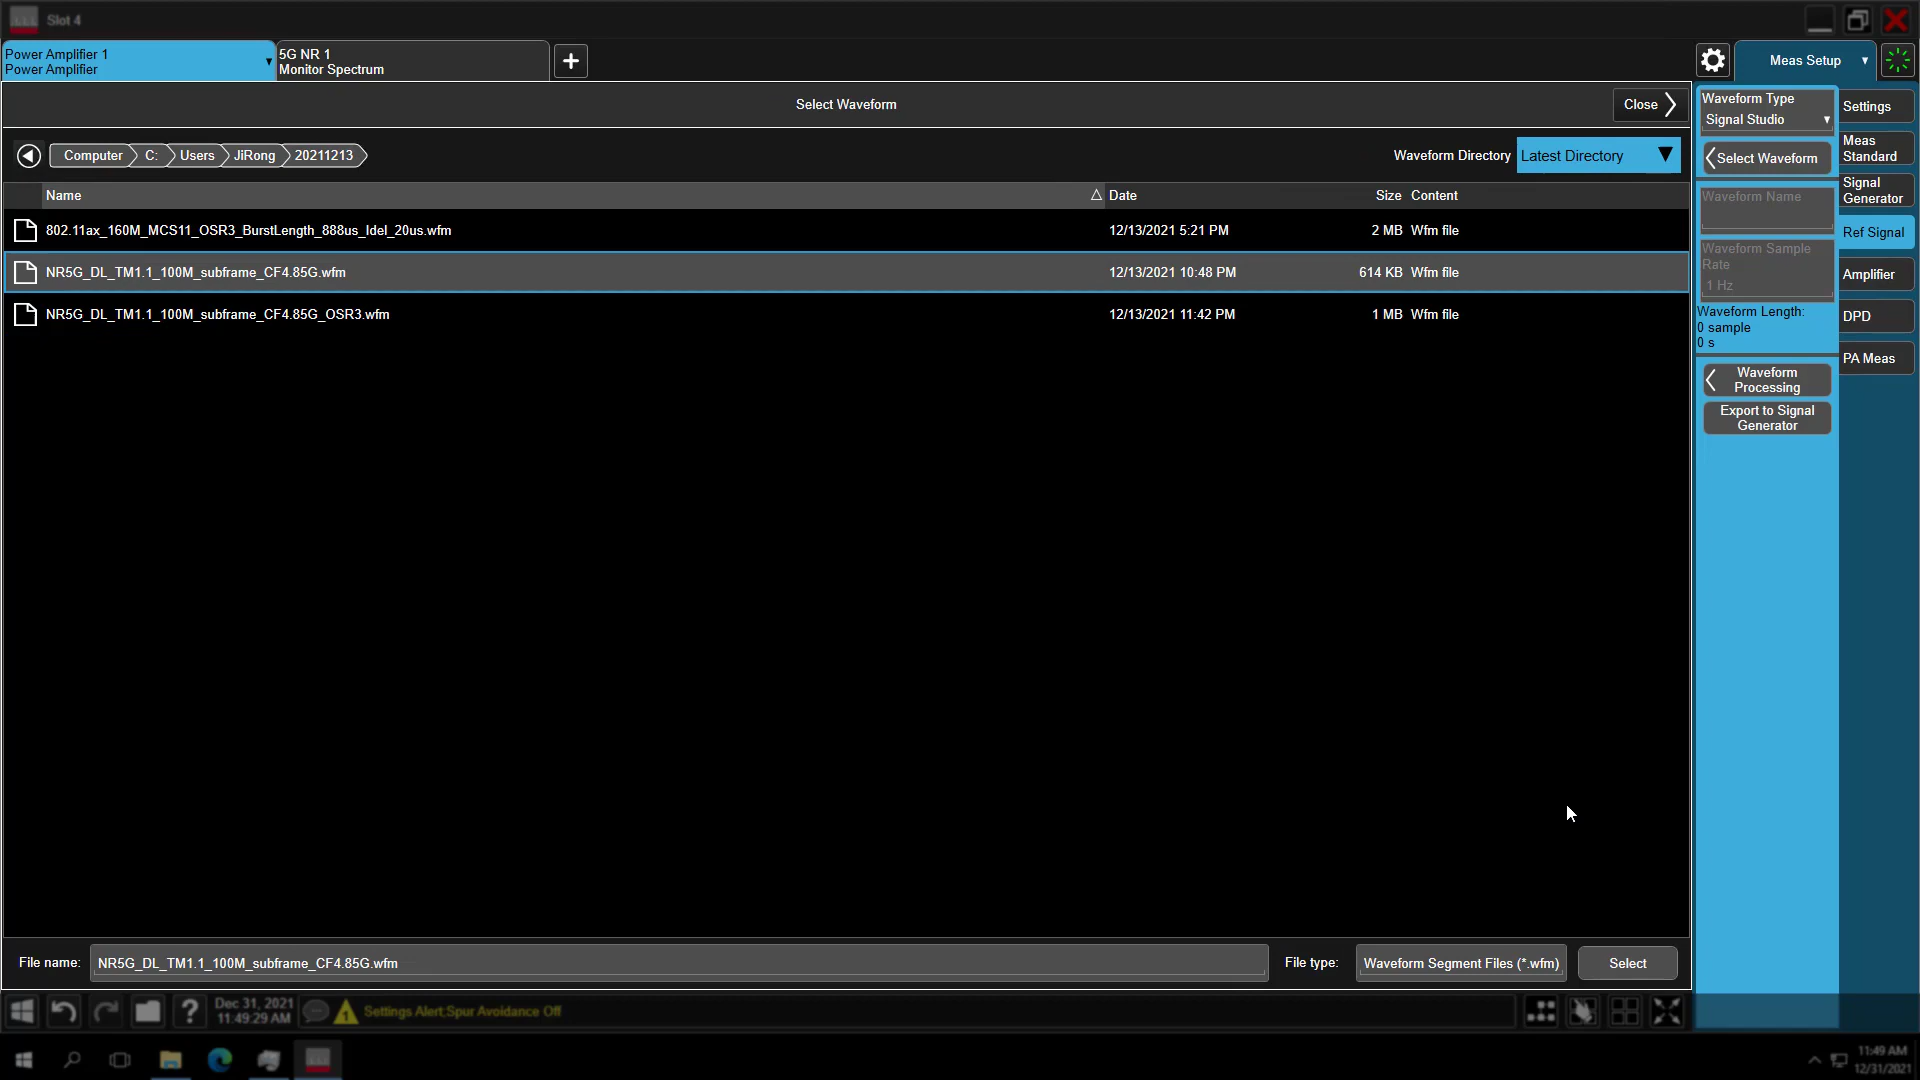 Slot 4
Power Amplifier 1
Power Amplifier
5G NR 1
Monitor Spectrum
Meas Setup
Select Waveform
Close
Computer
C:
Users
JiRong
20211213
Waveform Directory
Latest Directory
Name
Date
Size
Content
802.11ax_160M_MCS11_OSR3_BurstLength_888us_Idel_20us.wfm
12/13/2021 5:21 PM
2 MB
Wfm file
NR5G_DL_TM1.1_100M_subframe_CF4.85G.wfm
12/13/2021 10:48 PM
614 KB
Wfm file
NR5G_DL_TM1.1_100M_subframe_CF4.85G_OSR3.wfm
12/13/2021 11:42 PM
1 MB
Wfm file
Waveform Type
Signal Studio
Select Waveform
Waveform Name
Waveform Sample
Rate
1 Hz
Waveform Length:
0 sample
0 s
Waveform
Processing
Export to Signal
Generator
Settings
Meas
Standard
Signal
Generator
Ref Signal
Amplifier
DPD
PA Meas
File name:
NR5G_DL_TM1.1_100M_subframe_CF4.85G.wfm
File type:
Waveform Segment Files (*.wfm)
Select
?
Dec 31, 2021
11:49:29 AM
1
Settings Alert;Spur Avoidance Off
11:49 AM
12/31/2021